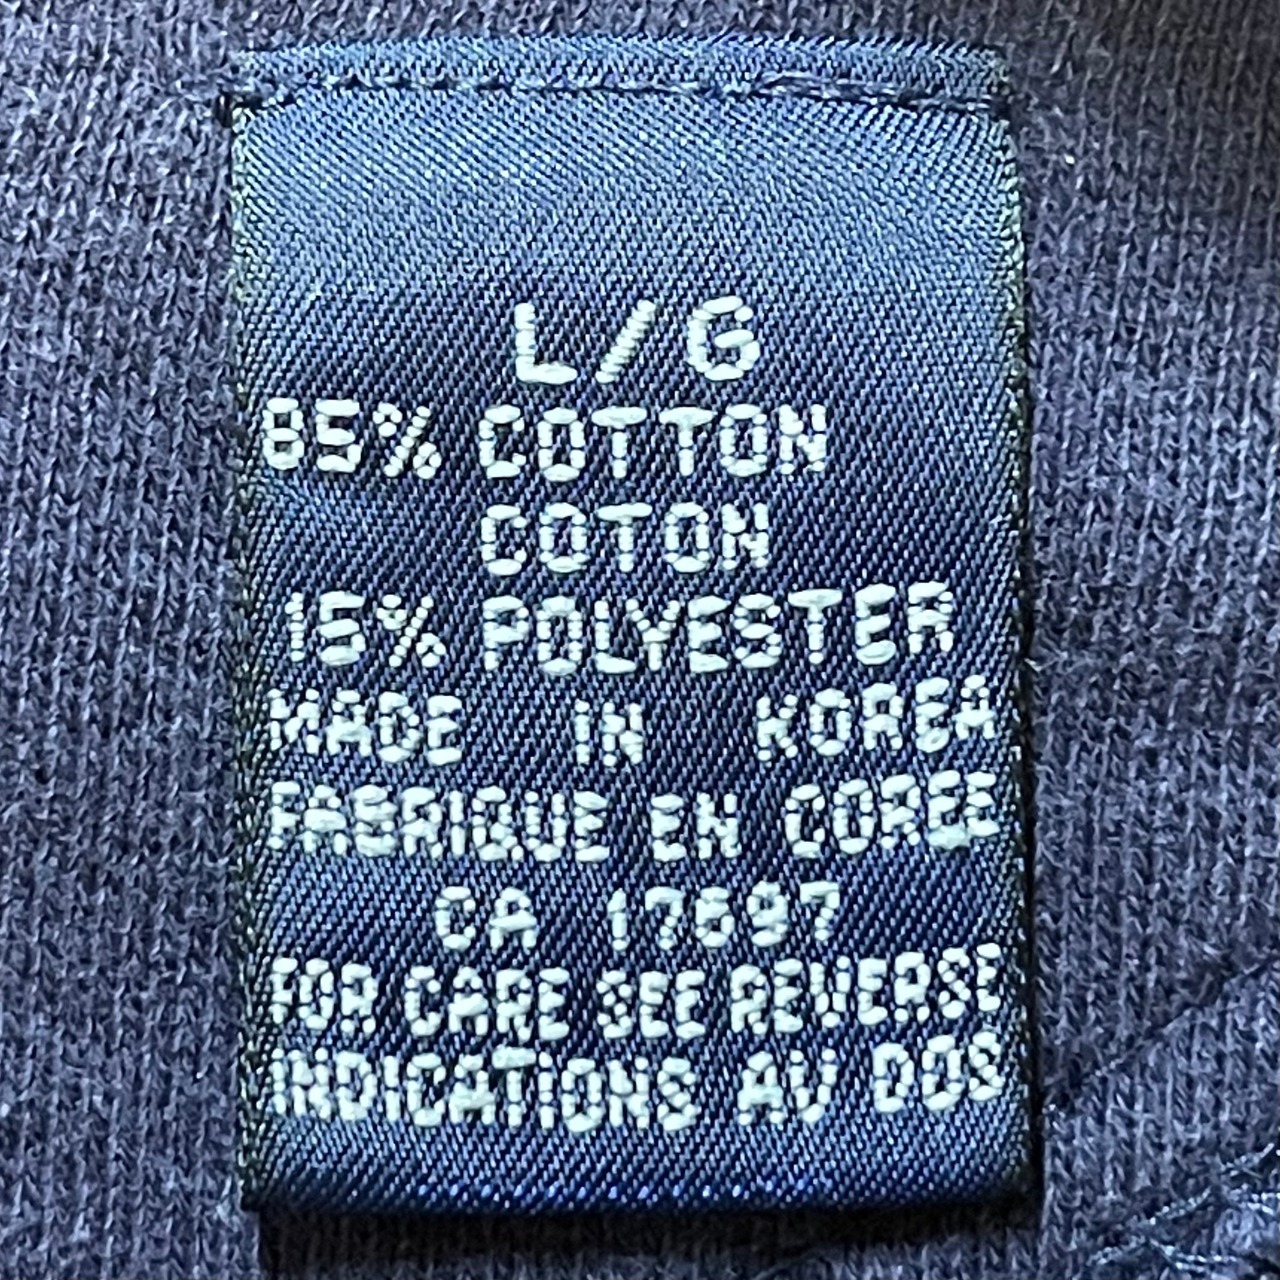 L/G
85% COTTON
COTON
15% POLYESTER
MADE IN KOREA
FABRIQUE EN COREE
CA 17697
FOR CARE SEE REVERSE
INDICATIONS AU DOS